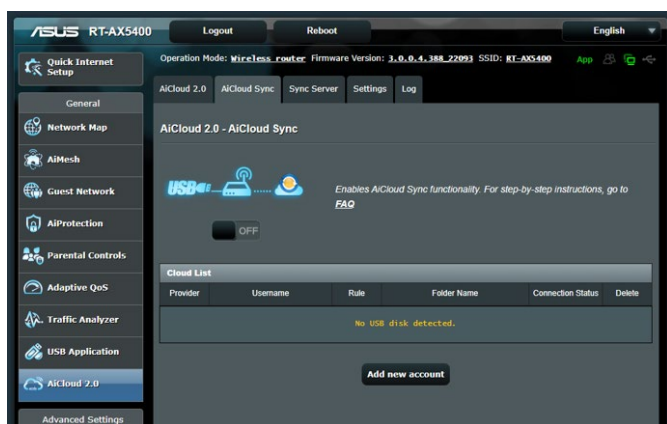 ASUS RT-AX5400 Logout Reboot English
Quick Internet Setup
Operation Mode: Wireless router Firmware Version: 3.0.0.4.388_22093 SSID: RT-AX5400 App
AiCloud 2.0 AiCloud Sync Sync Server Settings Log
General
Network Map
AiMesh
Guest Network
AiProtection
Parental Controls
Adaptive QoS
Traffic Analyzer
USB Application
AiCloud 2.0
Advanced Settings
AiCloud 2.0 - AiCloud Sync
USB
Enables AiCloud Sync functionality. For step-by-step instructions, go to
FAQ
OFF
Cloud List
Provider Username Rule Folder Name Connection Status Delete
No USB disk detected.
Add new account